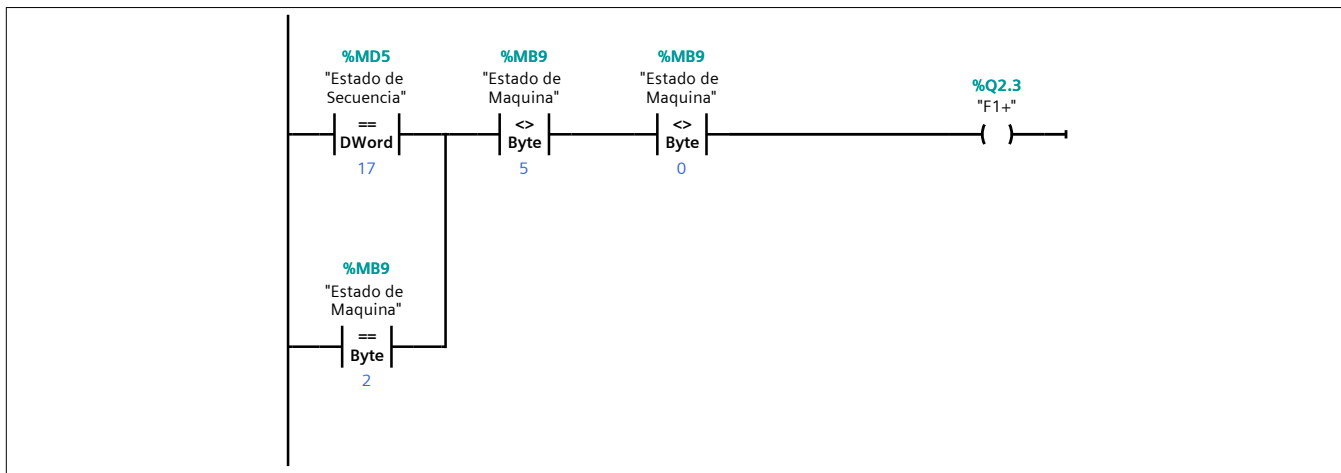 %MD5
"Estado de
Secuencia"
==
DWord
17
%MB9
"Estado de
Maquina"
<>
Byte
5
%MB9
"Estado de
Maquina"
<>
Byte
0
%Q2.3
"F1+"
( )
%MB9
"Estado de
Maquina"
==
Byte
2